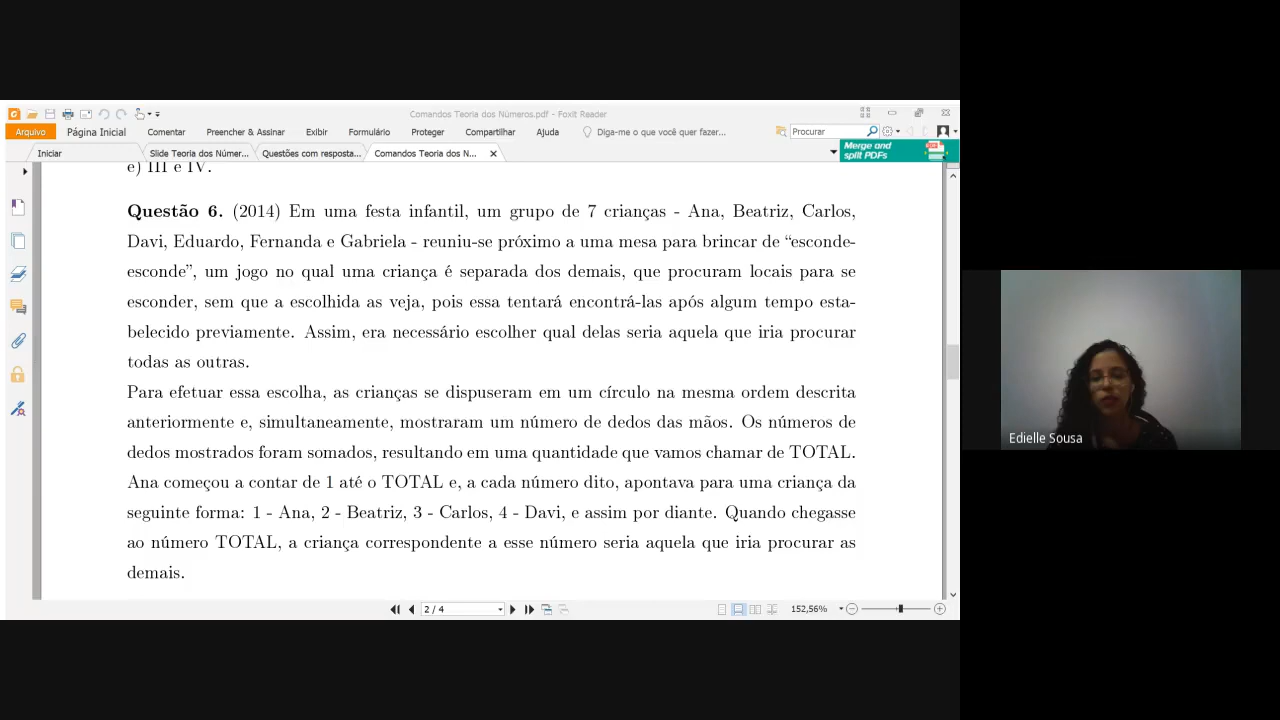 Comandos Teoria dos Números.pdf - Foxit Reader
Arquivo Página Inicial Comentar Preencher & Assinar Exibir Formulário Proteger Compartilhar Ajuda Diga-me o que você quer fazer... Procurar
Iniciar Slide Teoria dos Númer... Questões com resposta... Comandos Teoria dos N... Merge and split PDFs
e) III e IV.
Questão 6. (2014) Em uma festa infantil, um grupo de 7 crianças - Ana, Beatriz, Carlos,
Davi, Eduardo, Fernanda e Gabriela - reuniu-se próximo a uma mesa para brincar de “esconde-
esconde”, um jogo no qual uma criança é separada dos demais, que procuram locais para se
esconder, sem que a escolhida as veja, pois essa tentará encontrá-las após algum tempo esta-
belecido previamente. Assim, era necessário escolher qual delas seria aquela que iria procurar
todas as outras.
Para efetuar essa escolha, as crianças se dispuseram em um círculo na mesma ordem descrita
anteriormente e, simultaneamente, mostraram um número de dedos das mãos. Os números de
dedos mostrados foram somados, resultando em uma quantidade que vamos chamar de TOTAL.
Ana começou a contar de 1 até o TOTAL e, a cada número dito, apontava para uma criança da
seguinte forma: 1 - Ana, 2 - Beatriz, 3 - Carlos, 4 - Davi, e assim por diante. Quando chegasse
ao número TOTAL, a criança correspondente a esse número seria aquela que iria procurar as
demais.
2 / 4 152,56%
Edielle Sousa